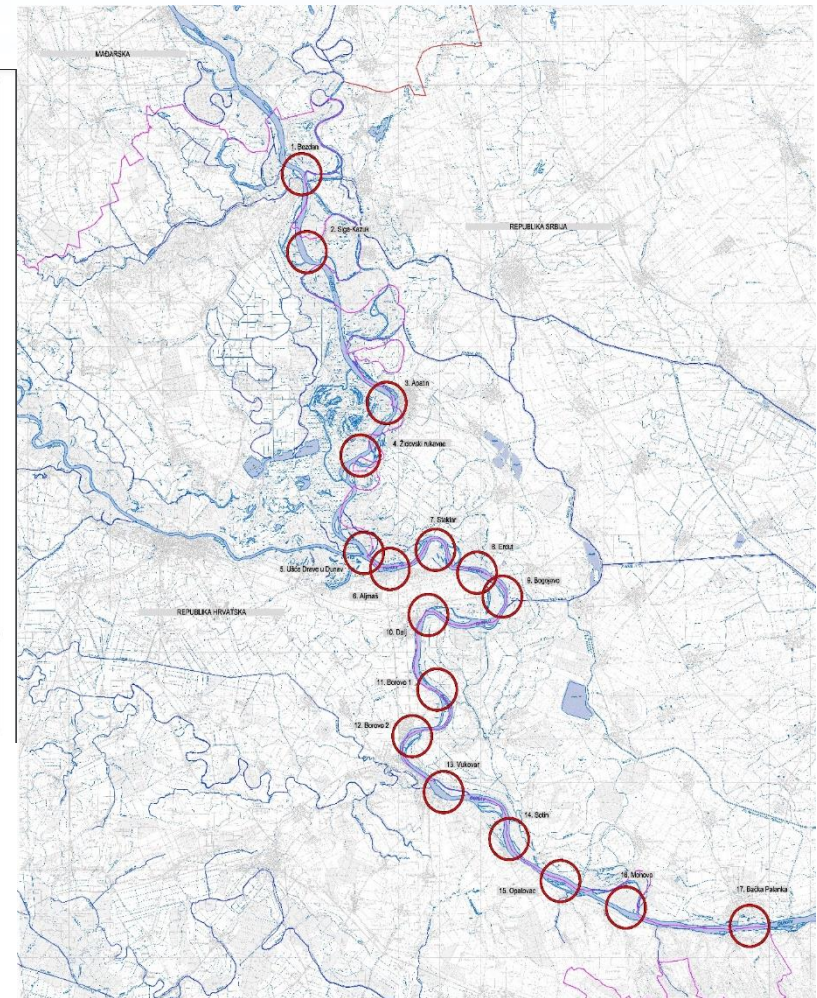 MAĐARSKA
1. Bezdan
2. Siga-Kazuk
REPUBLIKA SRBIJA
3. Apatin
4. Židovski rukavac
7. Staklar
8. Erdut
5. Ušće Drave u Dunav
6. Aljmaš
9. Bogojevo
REPUBLIKA HRVATSKA
10. Dalj
11. Borovo 1
12. Borovo 2
13. Vukovar
14. Sotin
15. Opatovac
16. Mohovo
17. Bačka Palanka